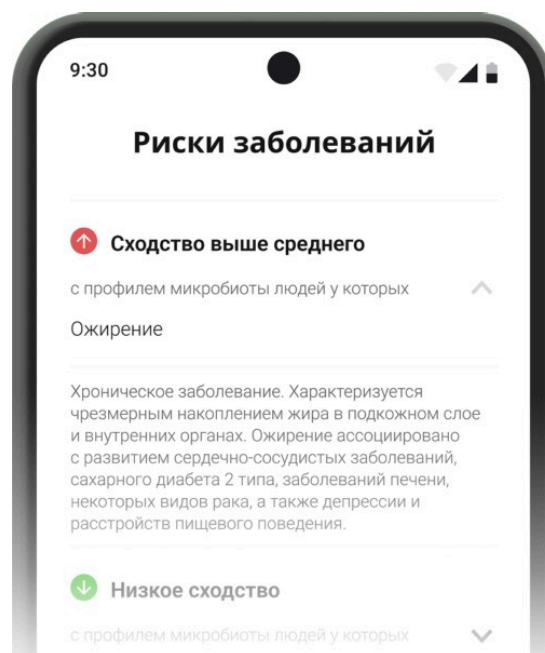 9:30
Риски заболеваний
Сходство выше среднего
с профилем микробиоты людей у которых
Ожирение
Хроническое заболевание. Характеризуется
чрезмерным накоплением жира в подкожном слое
и внутренних органах. Ожирение ассоциировано
с развитием сердечно-сосудистых заболеваний,
сахарного диабета 2 типа, заболеваний печени,
некоторых видов рака, а также депрессии и
расстройств пищевого поведения.
Низкое сходство
с профилем микробиоты людей у которых